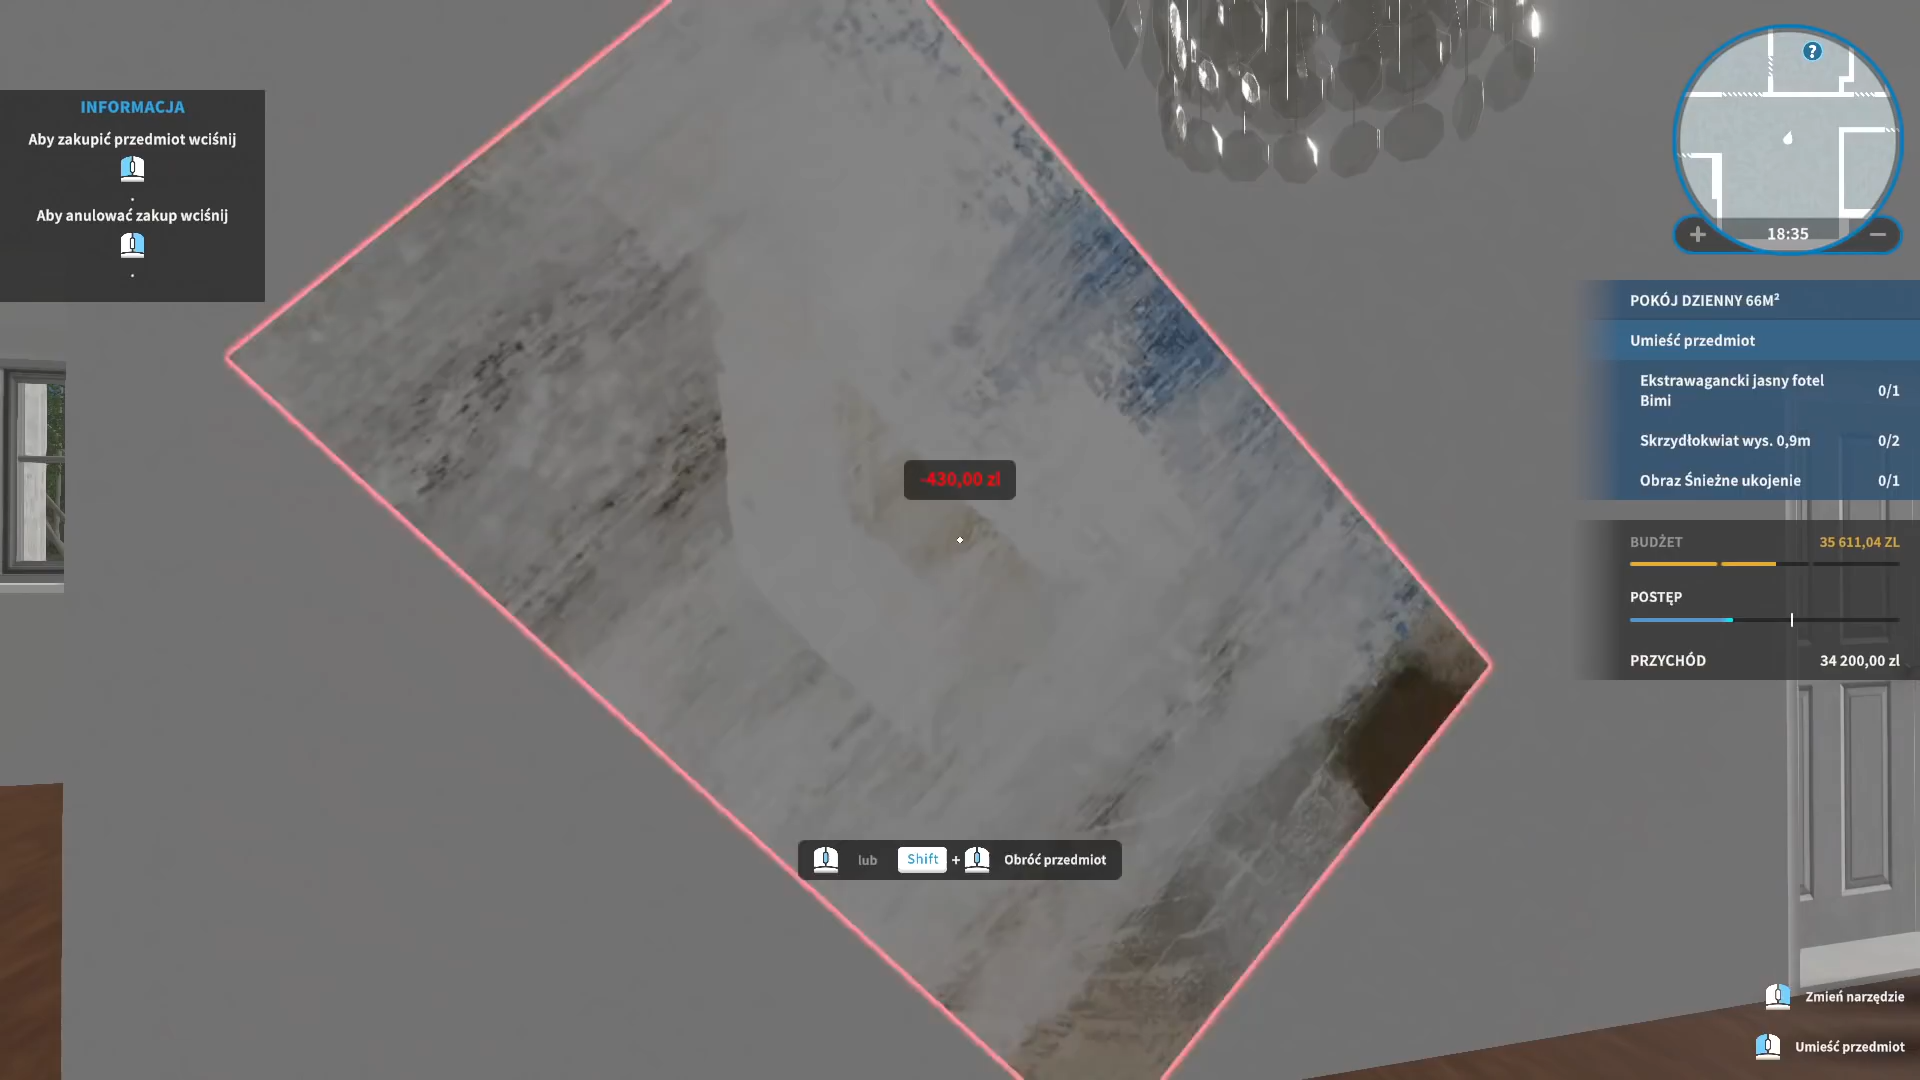 INFORMACJA
Aby zakupić przedmiot wciśnij
.
Aby anulować zakup wciśnij
.
-430,00 zl
lub Shift + Obróć przedmiot
?
+ 18:35 −
POKÓJ DZIENNY 66M²
Umieść przedmiot
Ekstrawagancki jasny fotel
Bimi 0/1
Skrzydłokwiat wys. 0,9m 0/2
Obraz Śnieżne ukojenie 0/1
BUDŻET 35 611,04 ZL
POSTĘP
PRZYCHÓD 34 200,00 zl
Zmień narzędzie
Umieść przedmiot